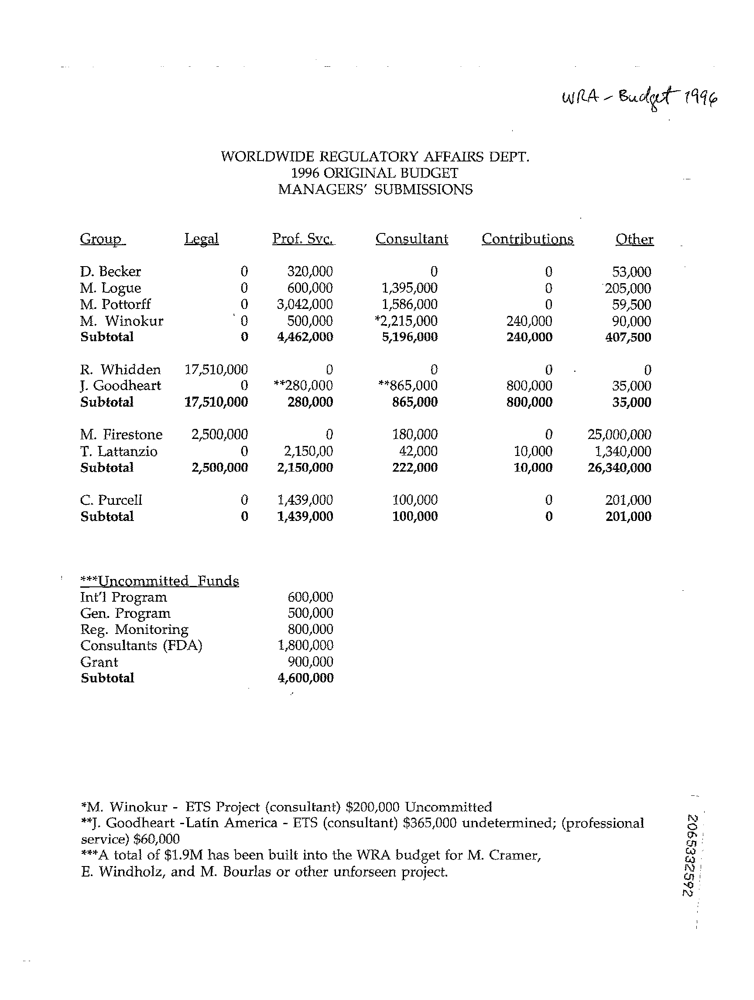 WRA - Budget 1996
WORLDWIDE REGULATORY AFFAIRS DEPT.
1996 ORIGINAL BUDGET
MANAGERS' SUBMISSIONS
Group Legal Prof. Svc. Consultant Contributions Other
D. Becker 0 320,000 0 0 53,000
M. Logue 0 600,000 1,395,000 0 205,000
M. Pottorff 0 3,042,000 1,586,000 0 59,500
M. Winokur 0 500,000 *2,215,000 240,000 90,000
Subtotal 0 4,462,000 5,196,000 240,000 407,500
R. Whidden 17,510,000 0 0 0 0
J. Goodheart 0 **280,000 **865,000 800,000 35,000
Subtotal 17,510,000 280,000 865,000 800,000 35,000
M. Firestone 2,500,000 0 180,000 0 25,000,000
T. Lattanzio 0 2,150,00 42,000 10,000 1,340,000
Subtotal 2,500,000 2,150,000 222,000 10,000 26,340,000
C. Purcell 0 1,439,000 100,000 0 201,000
Subtotal 0 1,439,000 100,000 0 201,000
***Uncommitted Funds
Int'l Program 600,000
Gen. Program 500,000
Reg. Monitoring 800,000
Consultants (FDA) 1,800,000
Grant 900,000
Subtotal 4,600,000
*M. Winokur - ETS Project (consultant) $200,000 Uncommitted
**J. Goodheart -Latin America - ETS (consultant) $365,000 undetermined; (professional
service) $60,000
***A total of $1.9M has been built into the WRA budget for M. Cramer,
E. Windholz, and M. Bourlas or other unforseen project.
2065332592